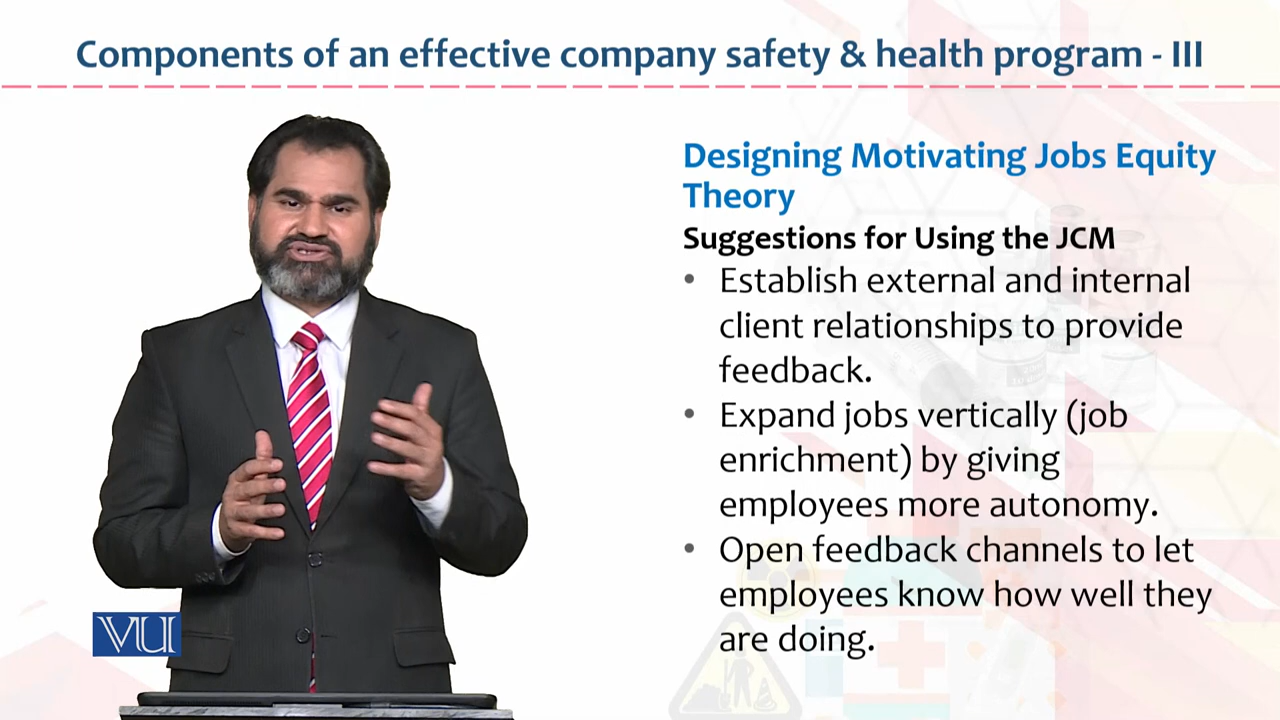 Components of an effective company safety & health program - III
Designing Motivating Jobs Equity
Theory
Suggestions for Using the JCM
• Establish external and internal
client relationships to provide
feedback.
• Expand jobs vertically (job
enrichment) by giving
employees more autonomy.
• Open feedback channels to let
employees know how well they
are doing.
VU